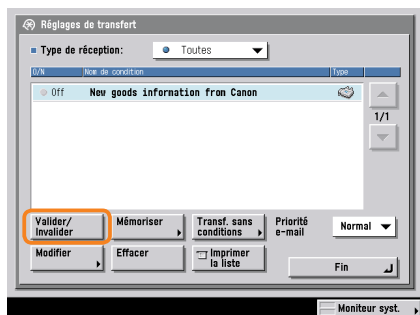 Réglages de transfert
Type de réception: Toutes
O/N Nom de condition Type
Off New goods information from Canon
1/1
Valider/ Invalider
Mémoriser
Transf. sans conditions
Priorité e-mail
Normal
Modifier
Effacer
Imprimer la liste
Fin
Moniteur syst.